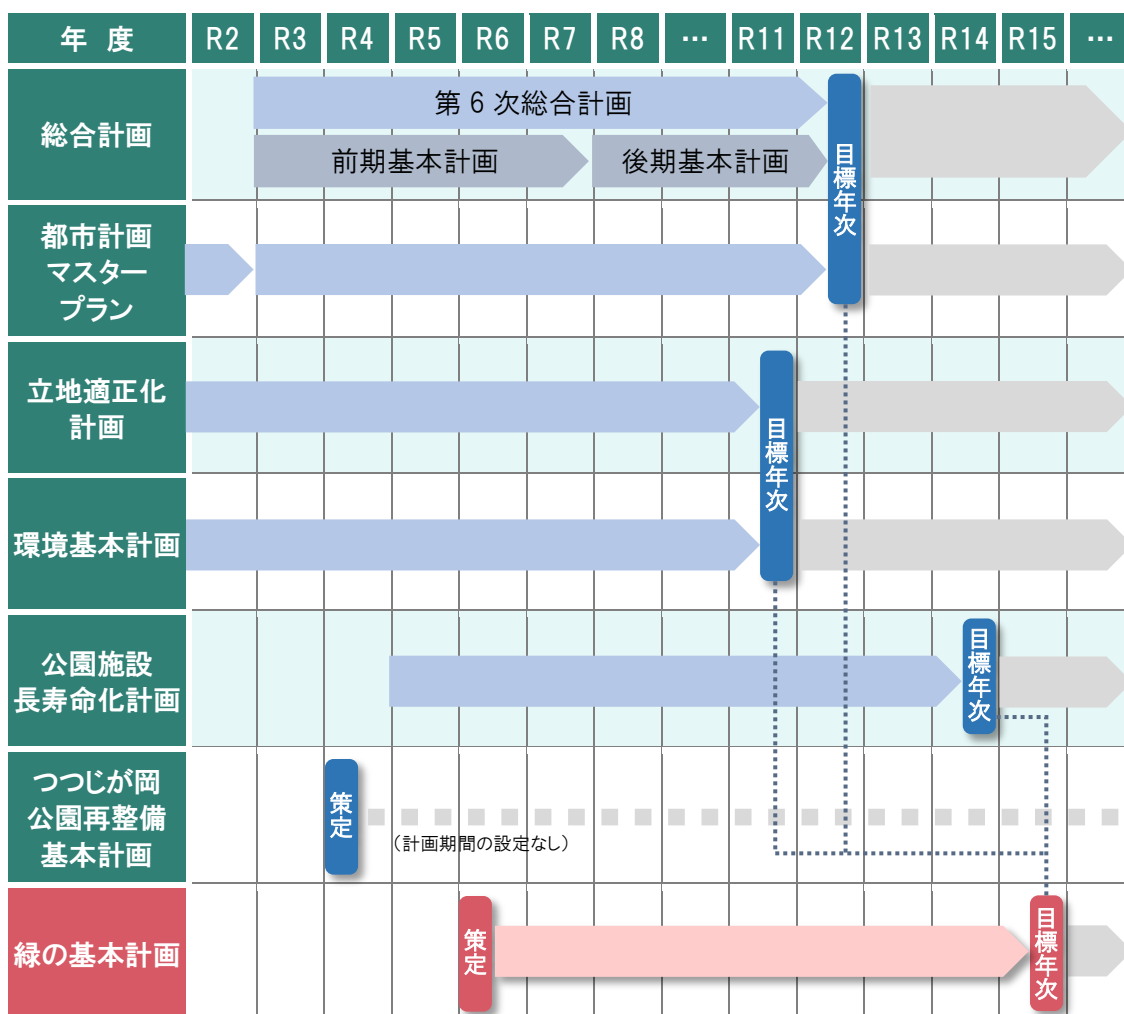 年 度 R2 R3 R4 R5 R6 R7 R8 … R11 R12 R13 R14 R15 …
総合計画
第 6 次総合計画
前期基本計画 後期基本計画
目標年次
都市計画
マスター
プラン
立地適正化
計画
目標年次
環境基本計画
公園施設
長寿命化計画
目標年次
つつじが岡
公園再整備
基本計画
策定
（計画期間の設定なし）
緑の基本計画
策定
目標年次